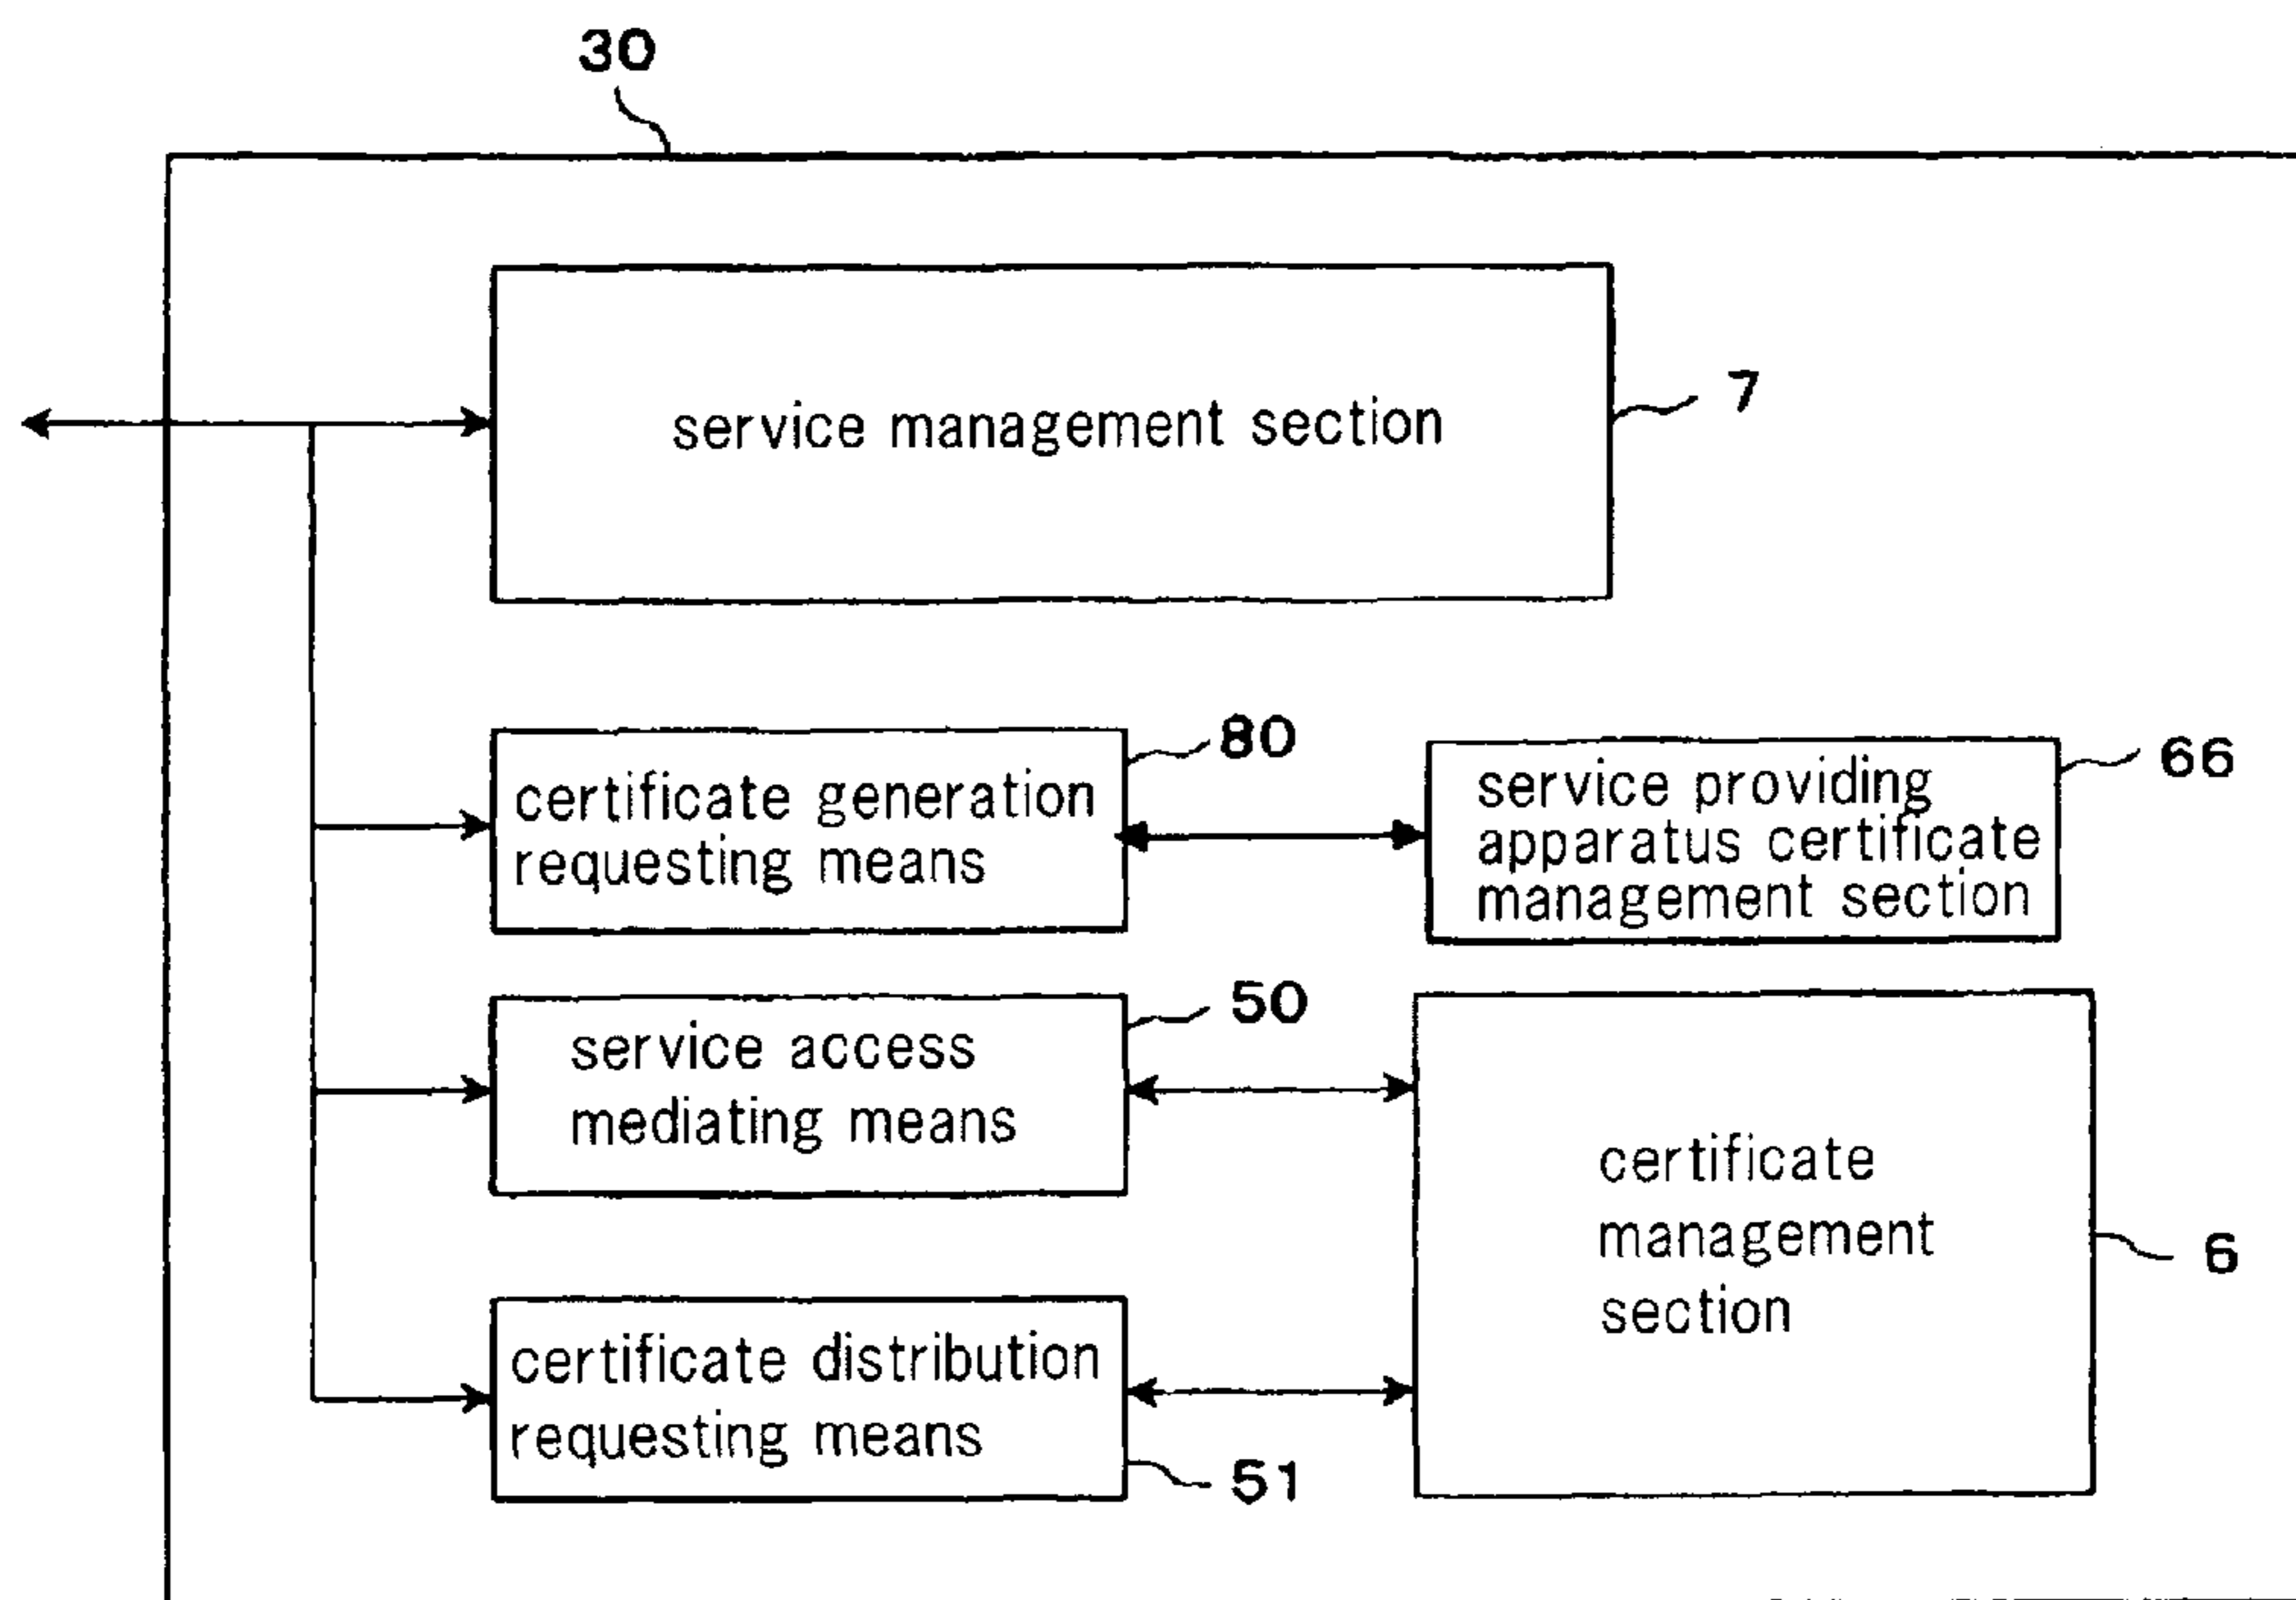 30
service management section
7
certificate generation
requesting means
80
service providing
apparatus certificate
management section
66
service access
mediating means
50
certificate
management
section
6
certificate distribution
requesting means
51